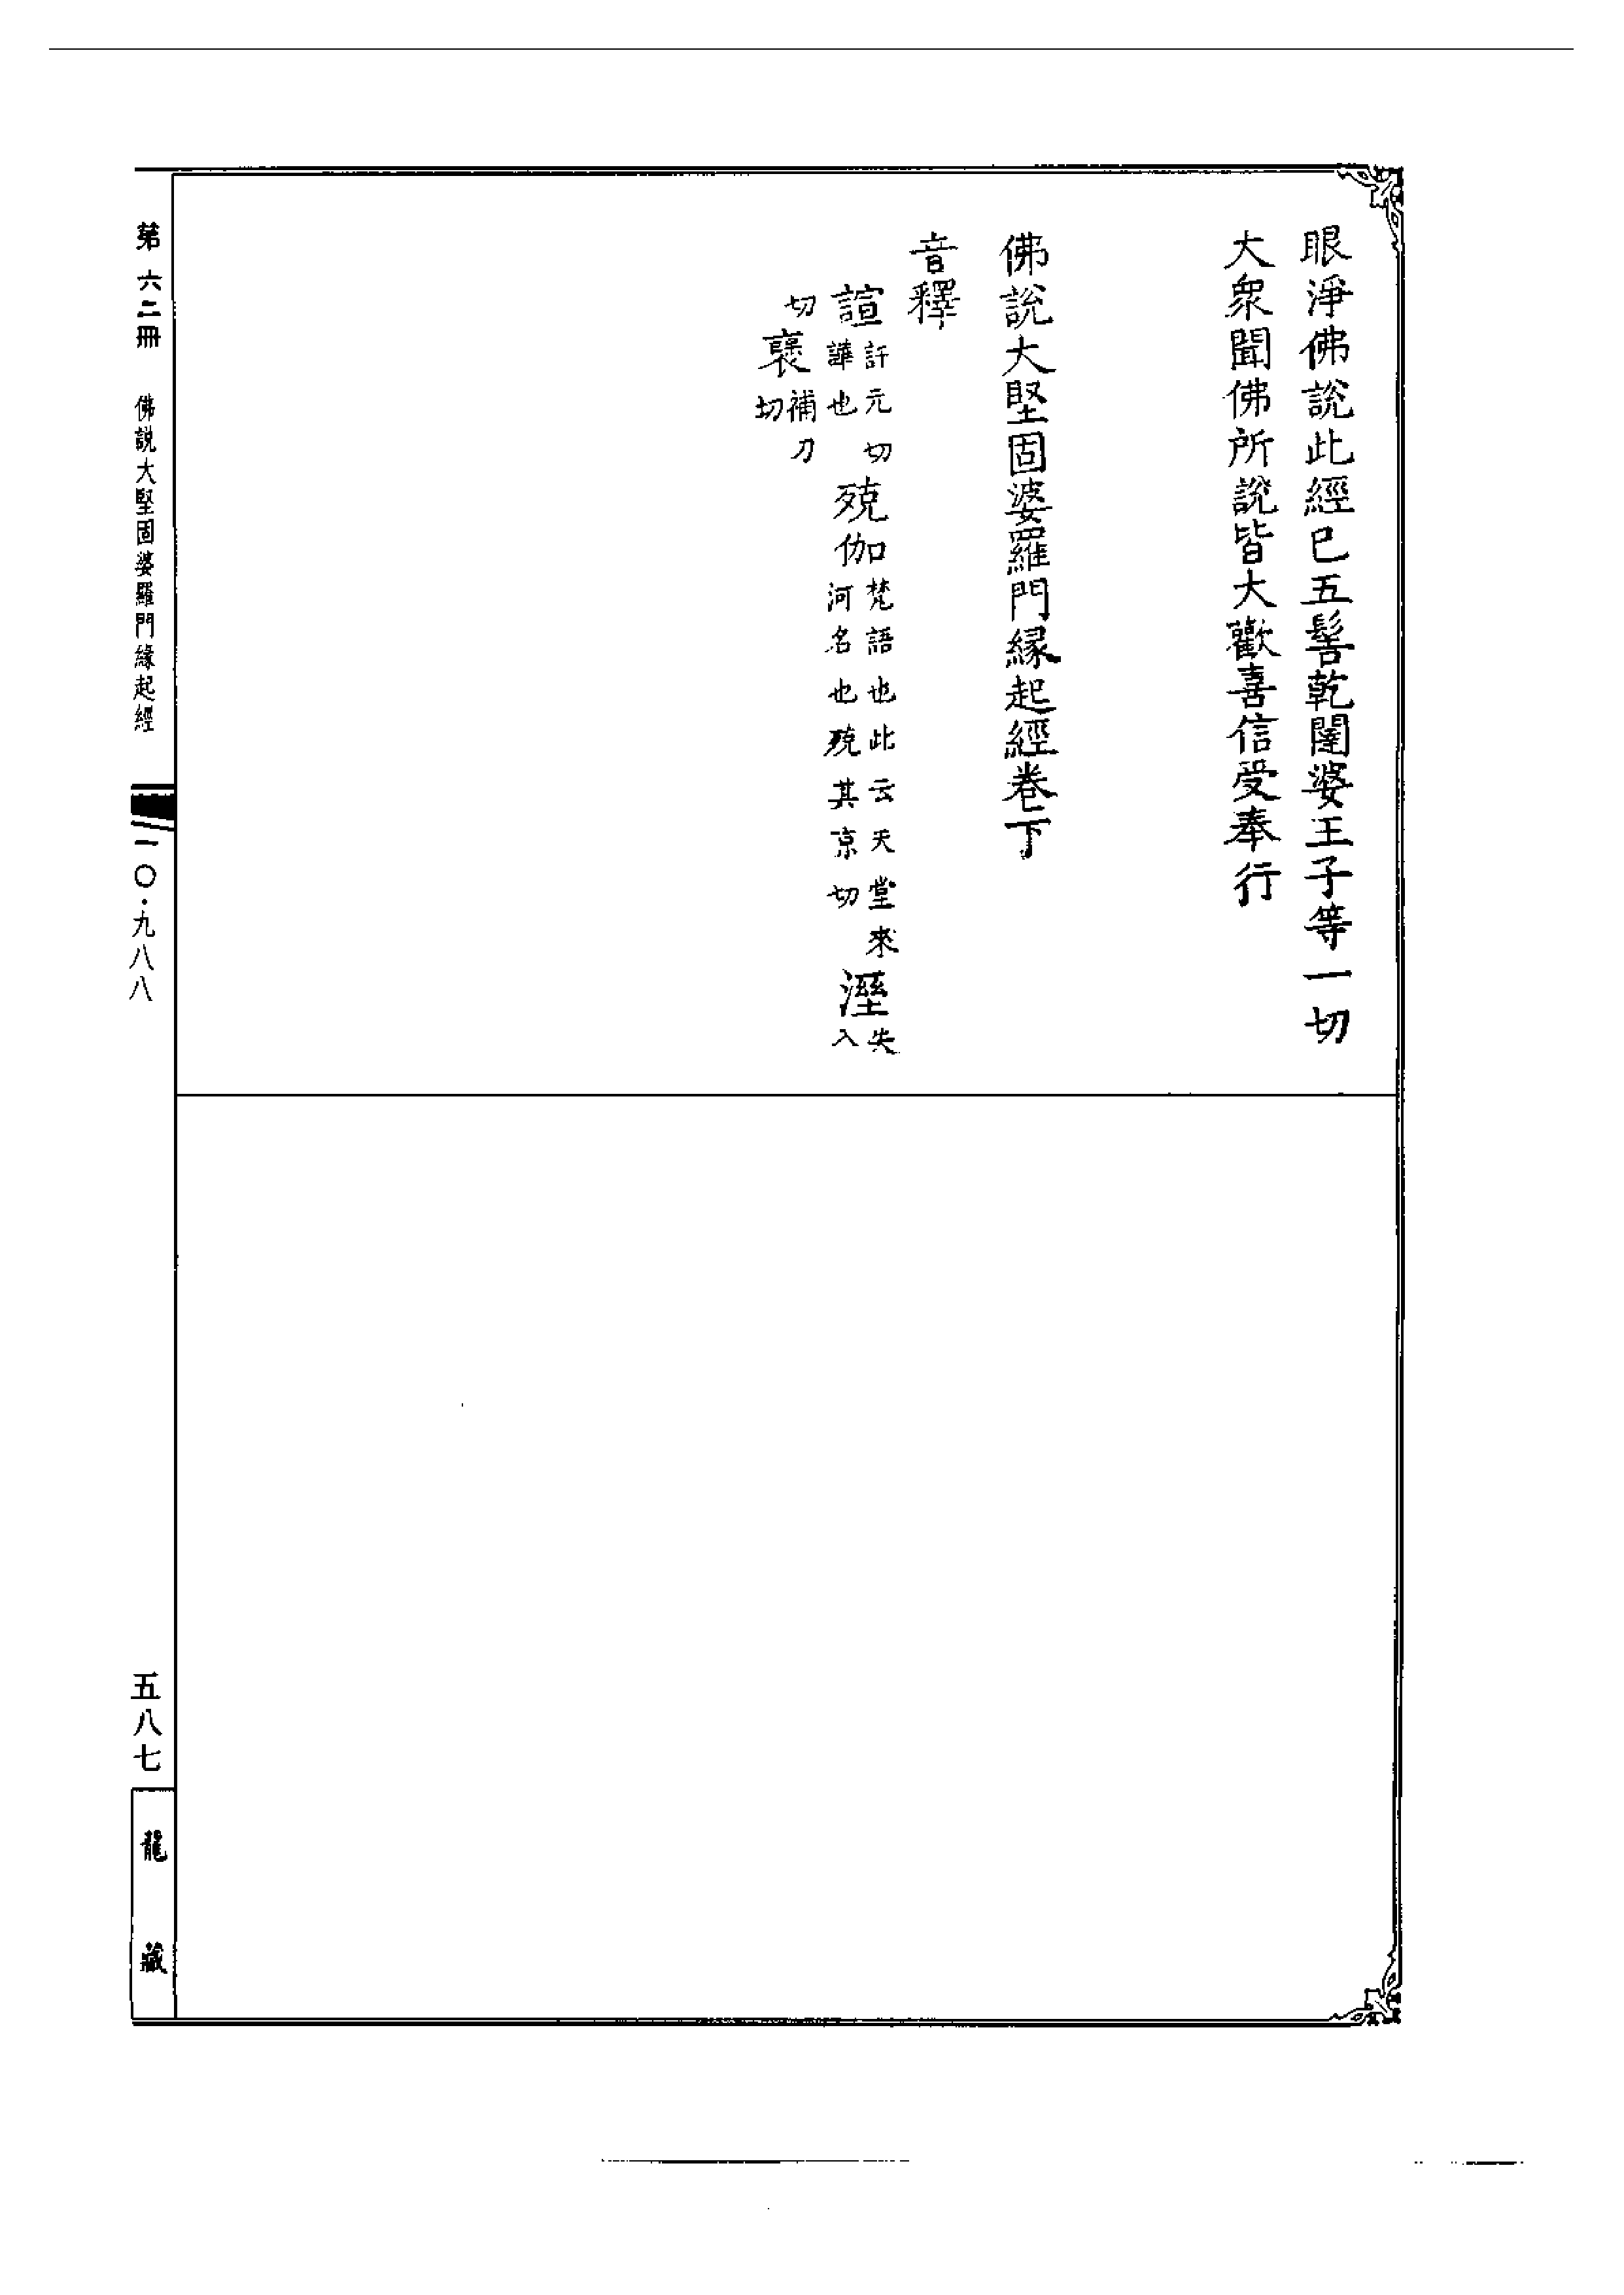 眼淨佛說此經已五髻乾闥婆王子等一切
大衆聞佛所說皆大歡喜信受奉行
佛說大堅固婆羅門緣起經卷下
音釋
諠訐元切譁也殑伽梵語也此云天堂來河名也殑其京切溼失入
切襃補刀切
第六二冊 佛說大堅固婆羅門緣起經 一〇·九八八 五八七 龍藏